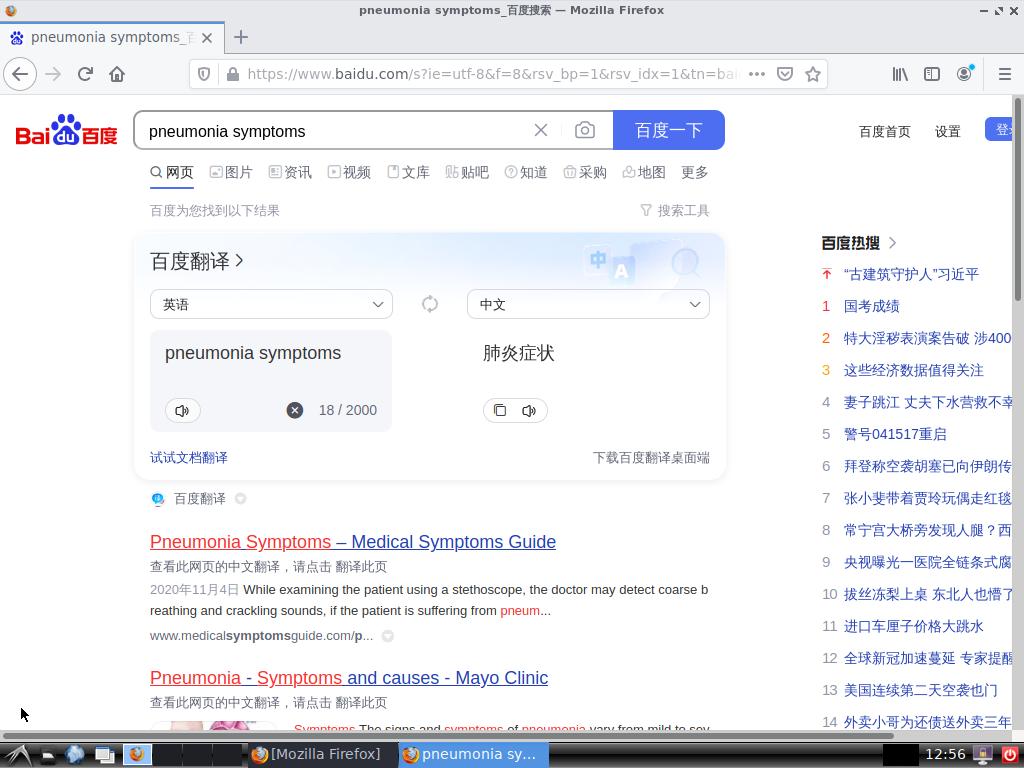 pneumonia symptoms_百度搜索 — Mozilla Firefox
pneumonia symptoms_百
https://www.baidu.com/s?ie=utf-8&f=8&rsv_bp=1&rsv_idx=1&tn=bai
Bai du 百度
pneumonia symptoms
百度一下
百度首页
设置
登
网页
图片
资讯
视频
文库
贴吧
知道
采购
地图
更多
百度为您找到以下结果
搜索工具
百度翻译
中
A
英语
中文
pneumonia symptoms
肺炎症状
18 / 2000
试试文档翻译
下载百度翻译桌面端
百度翻译
Pneumonia Symptoms – Medical Symptoms Guide
查看此网页的中文翻译，请点击 翻译此页
2020年11月4日 While examining the patient using a stethoscope, the doctor may detect coarse b
reathing and crackling sounds, if the patient is suffering from pneum...
www.medicalsymptomsguide.com/p...
Pneumonia - Symptoms and causes - Mayo Clinic
查看此网页的中文翻译，请点击 翻译此页
Symptoms The signs and symptoms of pneumonia vary from mild to sev
百度热搜
“古建筑守护人”习近平
1 国考成绩
2 特大淫秽表演案告破 涉400
3 这些经济数据值得关注
4 妻子跳江 丈夫下水营救不幸
5 警号041517重启
6 拜登称空袭胡塞已向伊朗传
7 张小斐带着贾玲玩偶走红毯
8 常宁宫大桥旁发现人腿？西
9 央视曝光一医院全链条式腐
10 拔丝冻梨上桌 东北人也懵了
11 进口车厘子价格大跳水
12 全球新冠加速蔓延 专家提醒
13 美国连续第二天空袭也门
14 外卖小哥为还债送外卖三年
[Mozilla Firefox]
pneumonia sy...
12:56